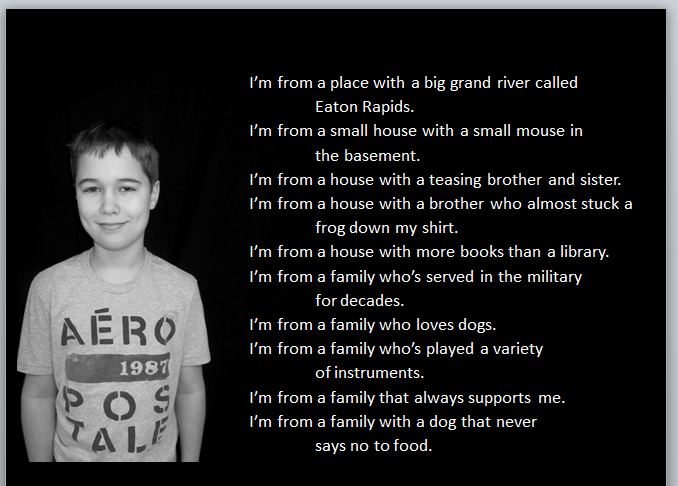 I'm from a place with a big grand river called
Eaton Rapids.
I'm from a small house with a small mouse in
the basement.
I'm from a house with a teasing brother and sister.
I'm from a house with a brother who almost stuck a
frog down my shirt.
I'm from a house with more books than a library.
I'm from a family who's served in the military
for decades.
I'm from a family who loves dogs.
I'm from a family who's played a variety
of instruments.
I'm from a family that always supports me.
I'm from a family with a dog that never
says no to food.
AÉRO
1987
POS
TALE